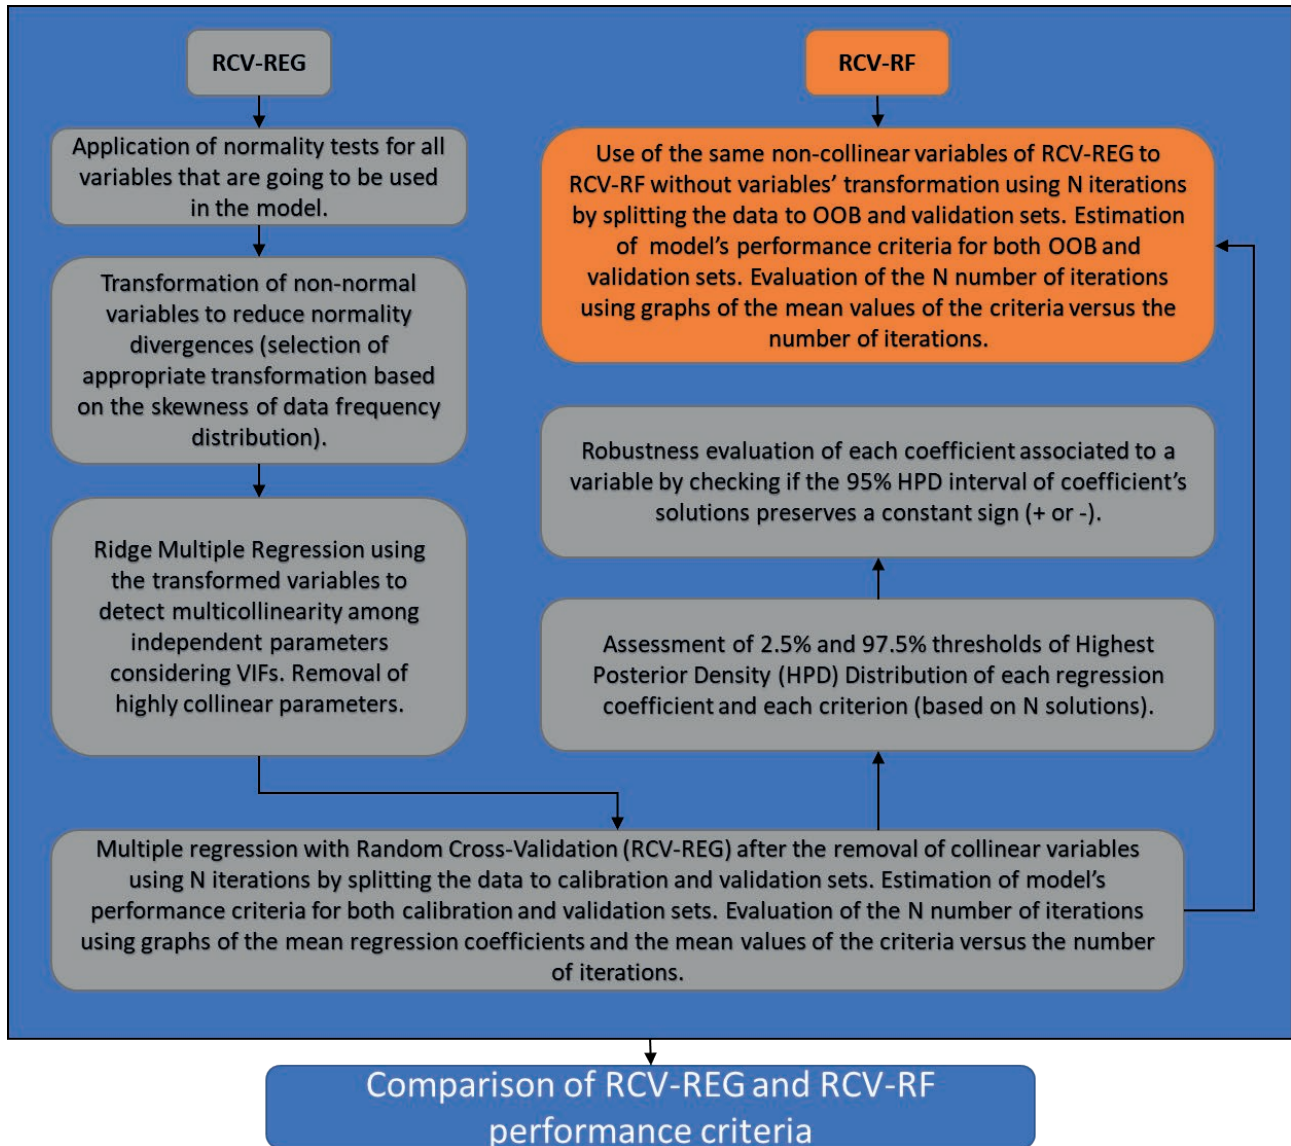 RCV-REG
Application of normality tests for all
variables that are going to be used
in the model.
Transformation of non-normal
variables to reduce normality
divergences (selection of
appropriate transformation based
on the skewness of data frequency
distribution).
Ridge Multiple Regression using
the transformed variables to
detect multicollinearity among
independent parameters
considering VIFs. Removal of
highly collinear parameters.
Multiple regression with Random Cross-Validation (RCV-REG) after the removal of collinear variables
using N iterations by splitting the data to calibration and validation sets. Estimation of model’s
performance criteria for both calibration and validation sets. Evaluation of the N number of iterations
using graphs of the mean regression coefficients and the mean values of the criteria versus the number
of iterations.
Assessment of 2.5% and 97.5% thresholds of Highest
Posterior Density (HPD) Distribution of each regression
coefficient and each criterion (based on N solutions).
Robustness evaluation of each coefficient associated to a
variable by checking if the 95% HPD interval of coefficient’s
solutions preserves a constant sign (+ or -).
RCV-RF
Use of the same non-collinear variables of RCV-REG to
RCV-RF without variables’ transformation using N iterations
by splitting the data to OOB and validation sets. Estimation
of model’s performance criteria for both OOB and
validation sets. Evaluation of the N number of iterations
using graphs of the mean values of the criteria versus the
number of iterations.
Comparison of RCV-REG and RCV-RF
performance criteria